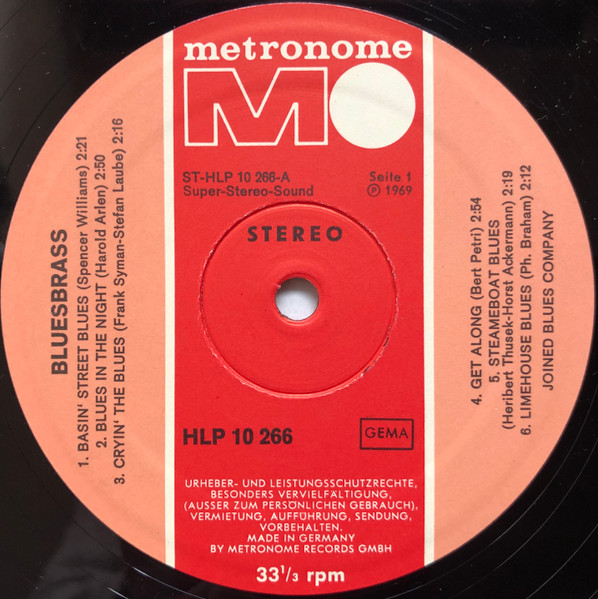 metronome
MO
ST-HLP 10 266-A
Super-Stereo-Sound
Seite 1
Ⓟ 1969
STEREO
BLUESBRASS
1. BASIN' STREET BLUES (Spencer Williams) 2:21
2. BLUES IN THE NIGHT (Harold Arlen) 2:50
3. CRYIN' THE BLUES (Frank Syman-Stefan Laube) 2:16
4. GET ALONG (Bert Petri) 2:54
5. STEAMEBOAT BLUES
(Heribert Thusek-Horst Ackermann) 2:19
6. LIMEHOUSE BLUES (Ph. Braham) 2:12
JOINED BLUES COMPANY
HLP 10 266
GEMA
URHEBER- UND LEISTUNGSSCHUTZRECHTE,
BESONDERS VERVIELFÄLTIGUNG,
(AUSSER ZUM PERSÖNLICHEN GEBRAUCH),
VERMIETUNG, AUFFÜHRUNG, SENDUNG,
VORBEHALTEN.
MADE IN GERMANY
BY METRONOME RECORDS GMBH
33¹/₃ rpm